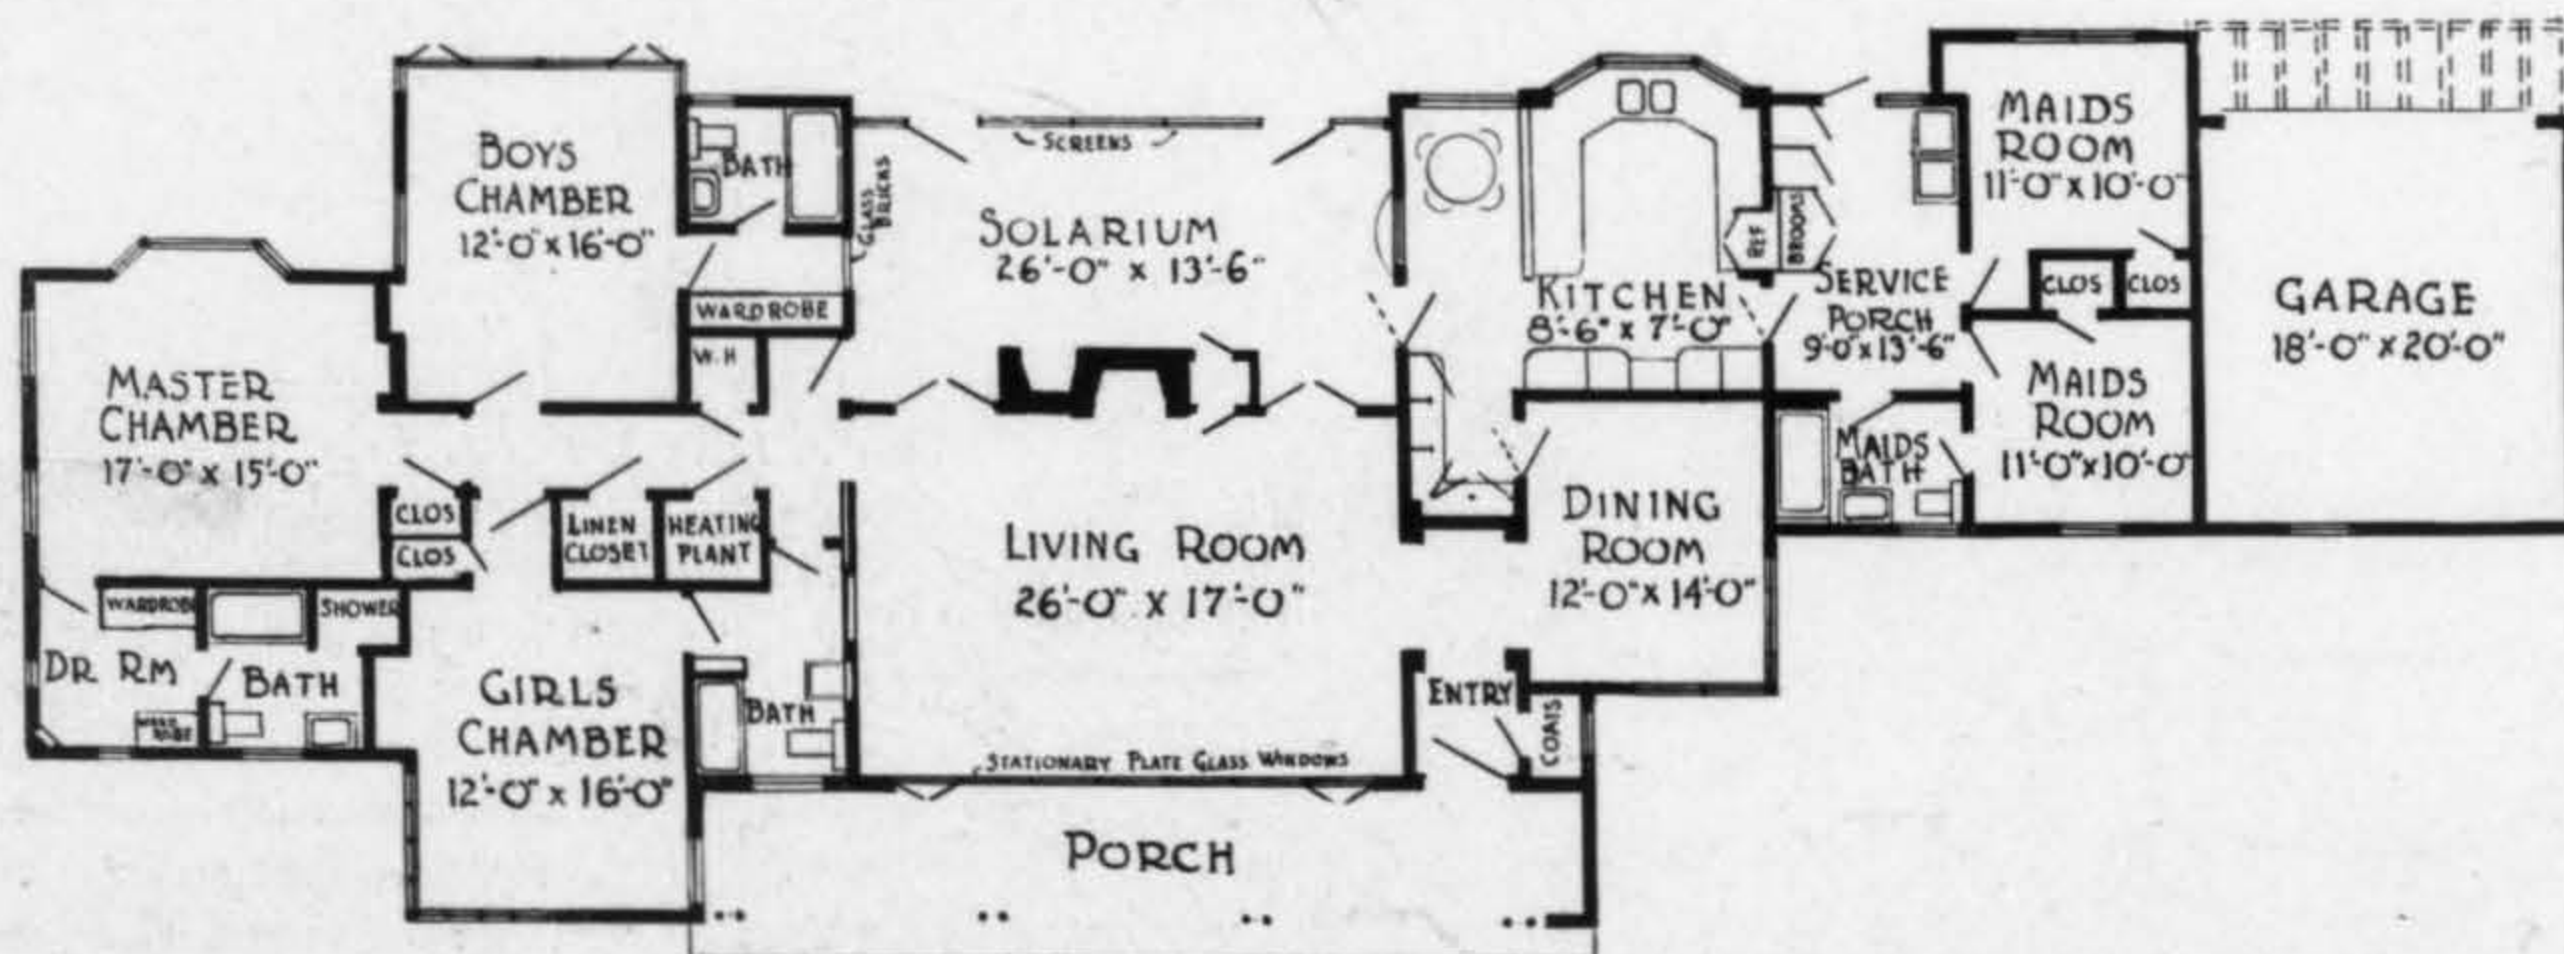 BOYS
CHAMBER
12'-0" x 16'-0"
BATH
GLASS
BRICKS
WARDROBE
W.H
SCREENS
SOLARIUM
26'-0" x 13'-6"
KITCHEN
8'-6" x 7'-0"
REF
BROOMS
SERVICE
PORCH
9'-0" x 13'-6"
MAIDS
ROOM
11'-0" x 10'-0"
CLOS
CLOS
MAIDS
ROOM
11'-0" x 10'-0"
MAIDS
BATH
GARAGE
18'-0" x 20'-0"
MASTER
CHAMBER
17'-0" x 15'-0"
CLOS
CLOS
LINEN
CLOSET
HEATING
PLANT
WARDROBE
SHOWER
DR RM
WARD
ROBE
BATH
GIRLS
CHAMBER
12'-0" x 16'-0"
BATH
LIVING ROOM
26'-0" x 17'-0"
STATIONARY PLATE GLASS WINDOWS
DINING
ROOM
12'-0" x 14'-0"
ENTRY
COATS
PORCH